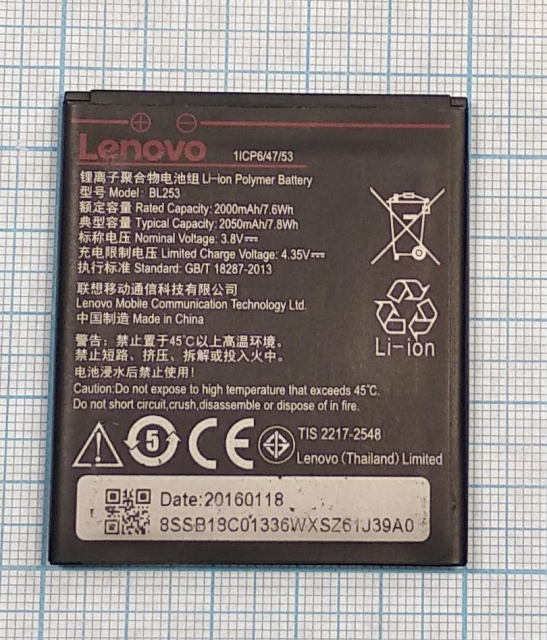 Lenovo 1ICP6/47/53
锂离子聚合物电池组 Li-ion Polymer Battery
型号 Model: BL253
额定容量 Rated Capacity: 2000mAh/7.6Wh
典型容量 Typical Capacity: 2050mAh/7.8Wh
标称电压 Nominal Voltage: 3.8V⎓
充电限制电压 Limited Charge Voltage: 4.35V⎓
执行标准 Standard: GB/T 18287-2013
联想移动通信科技有限公司
Lenovo Mobile Communication Technology Ltd.
中国制造 Made in China
Li-ion
警告: 禁止置于45℃以上高温环境。
禁止短路、挤压、拆解或投入火中。
电池浸水后禁止使用!
Caution:Do not expose to high temperature that exceeds 45℃.
Do not short circuit,crush,disassemble or dispose of in fire.
5 CE TIS 2217-2548
Lenovo (Thailand) Limited
Date:20160118
8SSB18C01336WXSZ61J39A0